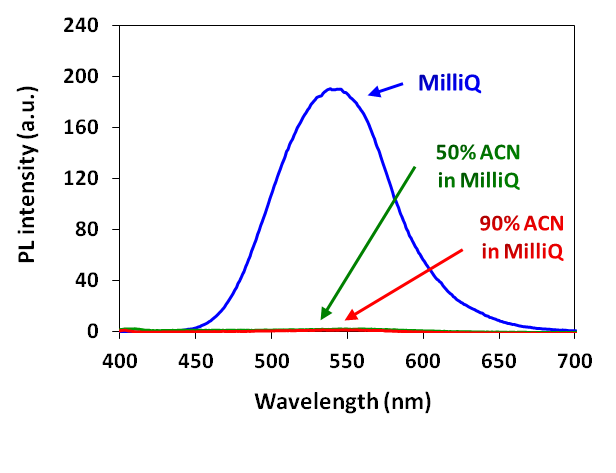 240
200
160
120
80
40
0
PL intensity (a.u.)
MilliQ
50% ACN
in MilliQ
90% ACN
in MilliQ
400 450 500 550 600 650 700
Wavelength (nm)